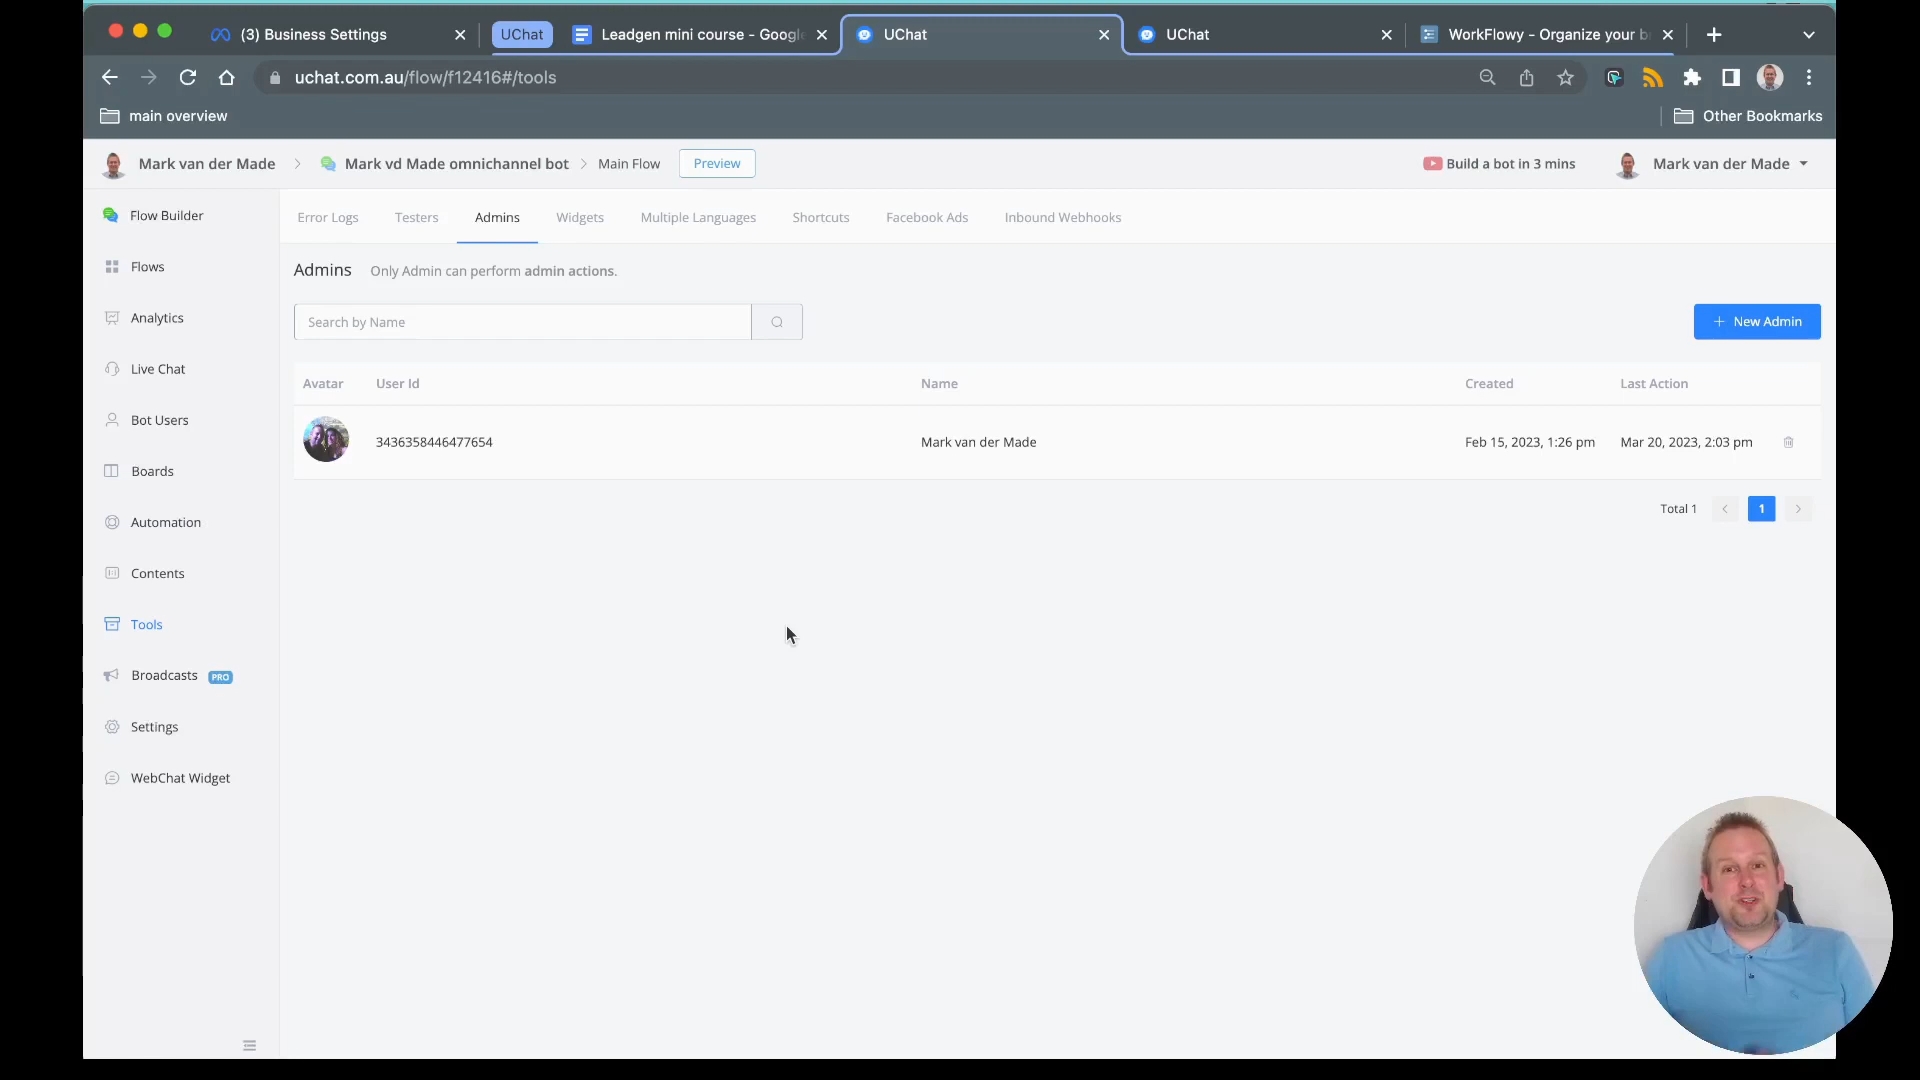 (3) Business Settings
UChat
Leadgen mini course - Google
UChat
UChat
WorkFlowy - Organize your b
uchat.com.au/flow/f12416#/tools
main overview
Other Bookmarks
Mark van der Made
Mark vd Made omnichannel bot
Main Flow
Preview
Build a bot in 3 mins
Mark van der Made
Flow Builder
Flows
Analytics
Live Chat
Bot Users
Boards
Automation
Contents
Tools
Broadcasts PRO
Settings
WebChat Widget
Error Logs
Testers
Admins
Widgets
Multiple Languages
Shortcuts
Facebook Ads
Inbound Webhooks
Admins Only Admin can perform admin actions.
Search by Name
+ New Admin
Avatar User Id Name Created Last Action
3436358446477654 Mark van der Made Feb 15, 2023, 1:26 pm Mar 20, 2023, 2:03 pm
Total 1 < 1 >